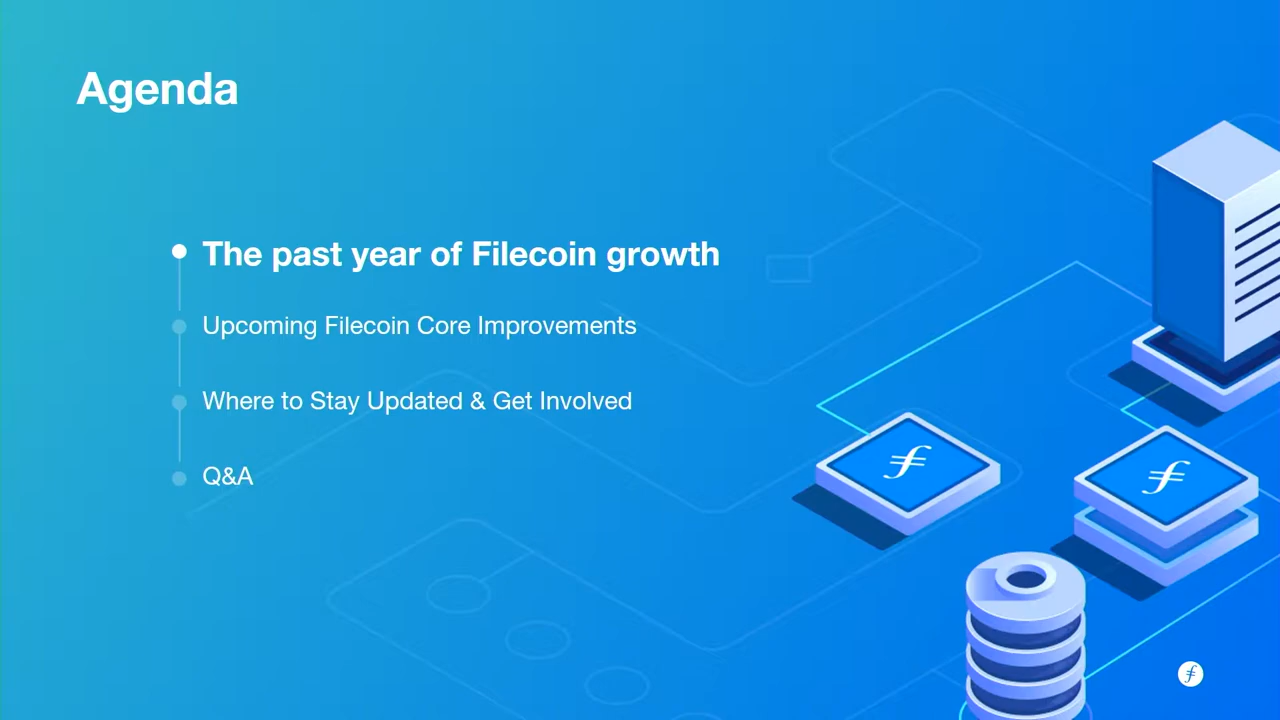 Agenda
The past year of Filecoin growth
Upcoming Filecoin Core Improvements
Where to Stay Updated & Get Involved
Q&A